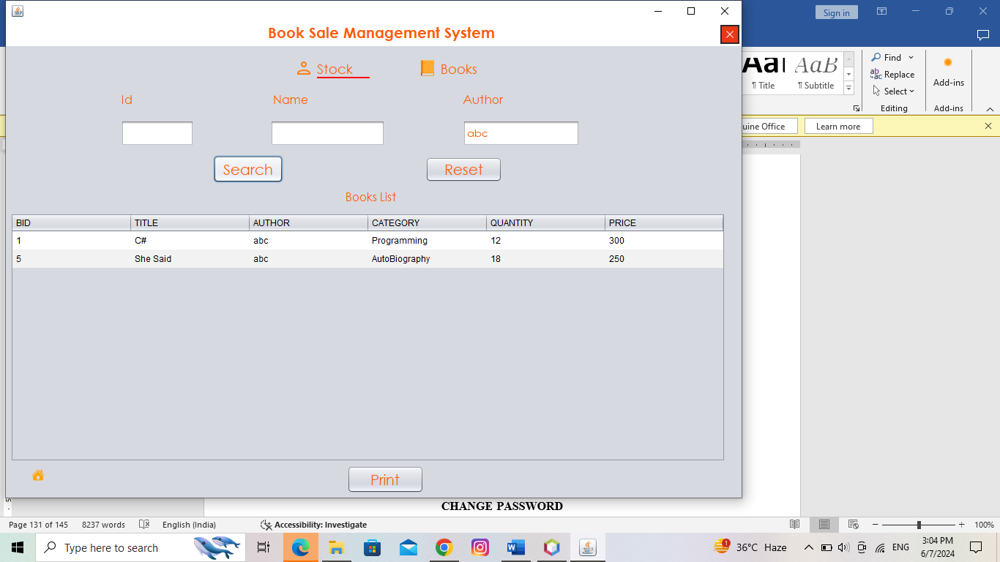 Sign in
Book Sale Management System
Stock Books
Id Name Author
abc
Search Reset
Books List
BID TITLE AUTHOR CATEGORY QUANTITY PRICE
1 C# abc Programming 12 300
5 She Said abc AutoBiography 18 250
Print
AaB
¶ Title ¶ Subtitle
Find
Replace
Select
Editing
Add-ins
Add-ins
Office Learn more
CHANGE PASSWORD
Page 131 of 145 8237 words English (India) Accessibility: Investigate 100%
Type here to search 1 36°C Haze ENG 3:04 PM
6/7/2024